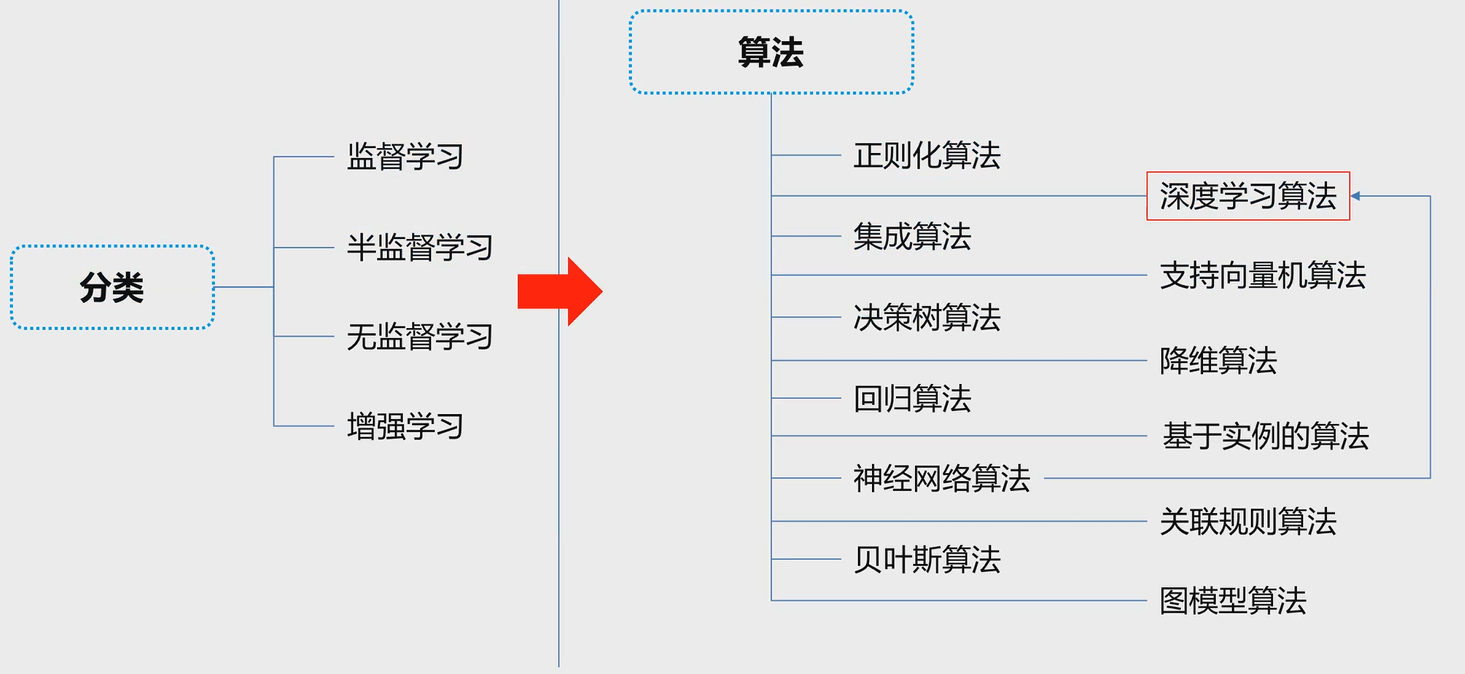 分类
监督学习
半监督学习
无监督学习
增强学习
算法
正则化算法
深度学习算法
集成算法
支持向量机算法
决策树算法
降维算法
回归算法
基于实例的算法
神经网络算法
关联规则算法
贝叶斯算法
图模型算法